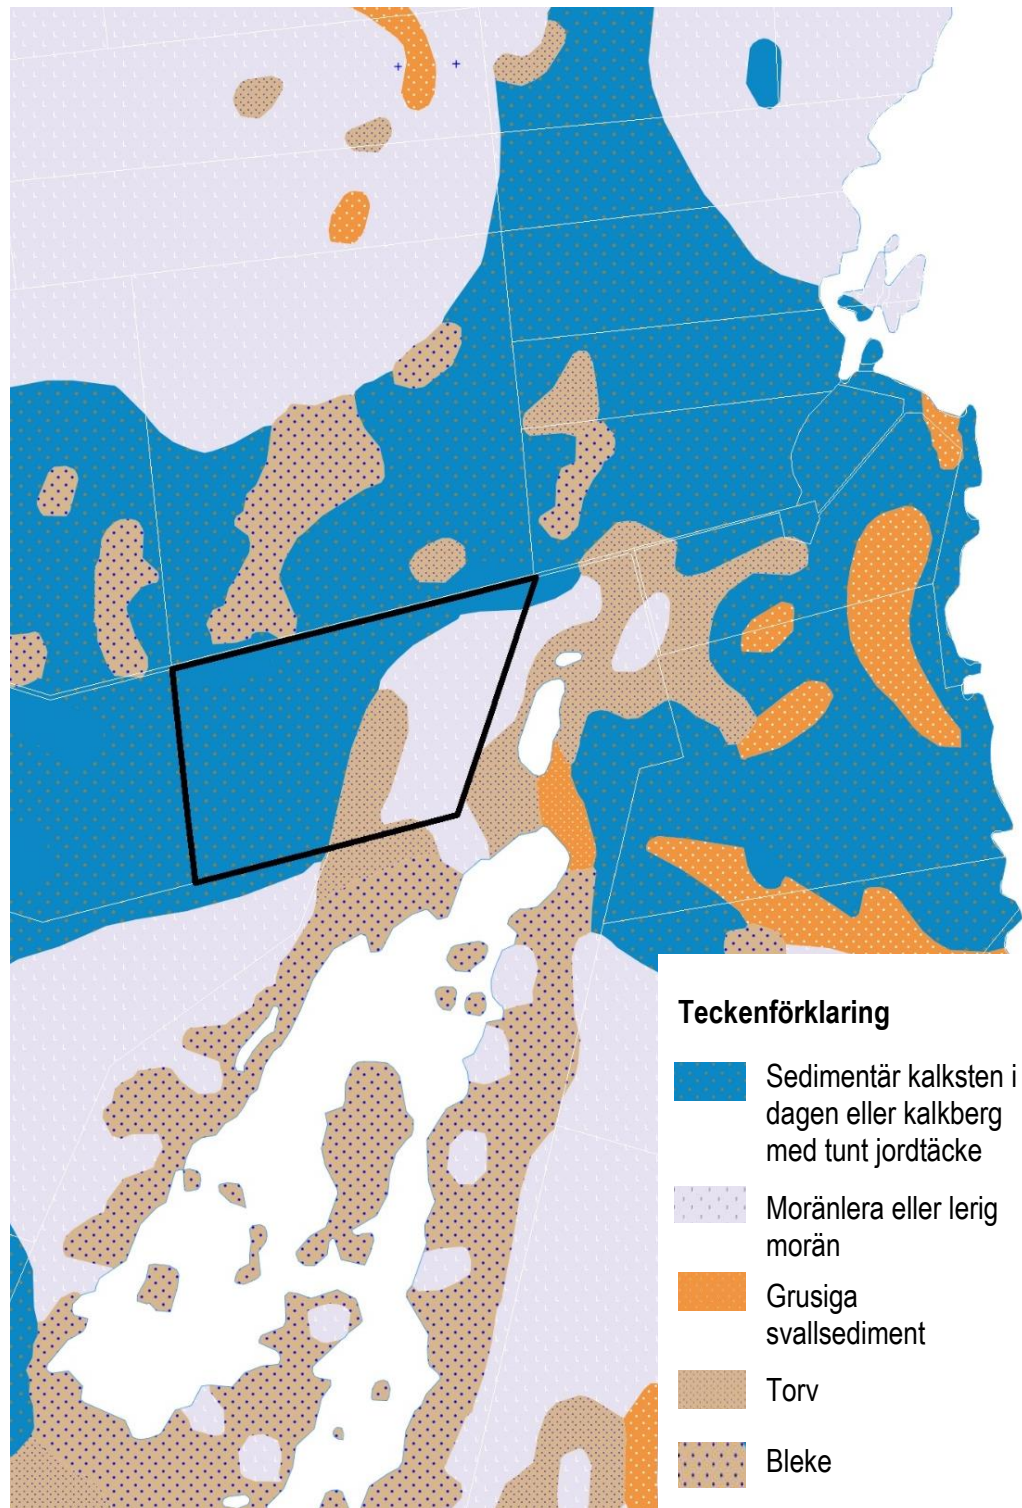 Teckenförklaring
Sedimentär kalksten i
dagen eller kalkberg
med tunt jordtäcke
Moränlera eller lerig
morän
Grusiga
svallsediment
Torv
Bleke